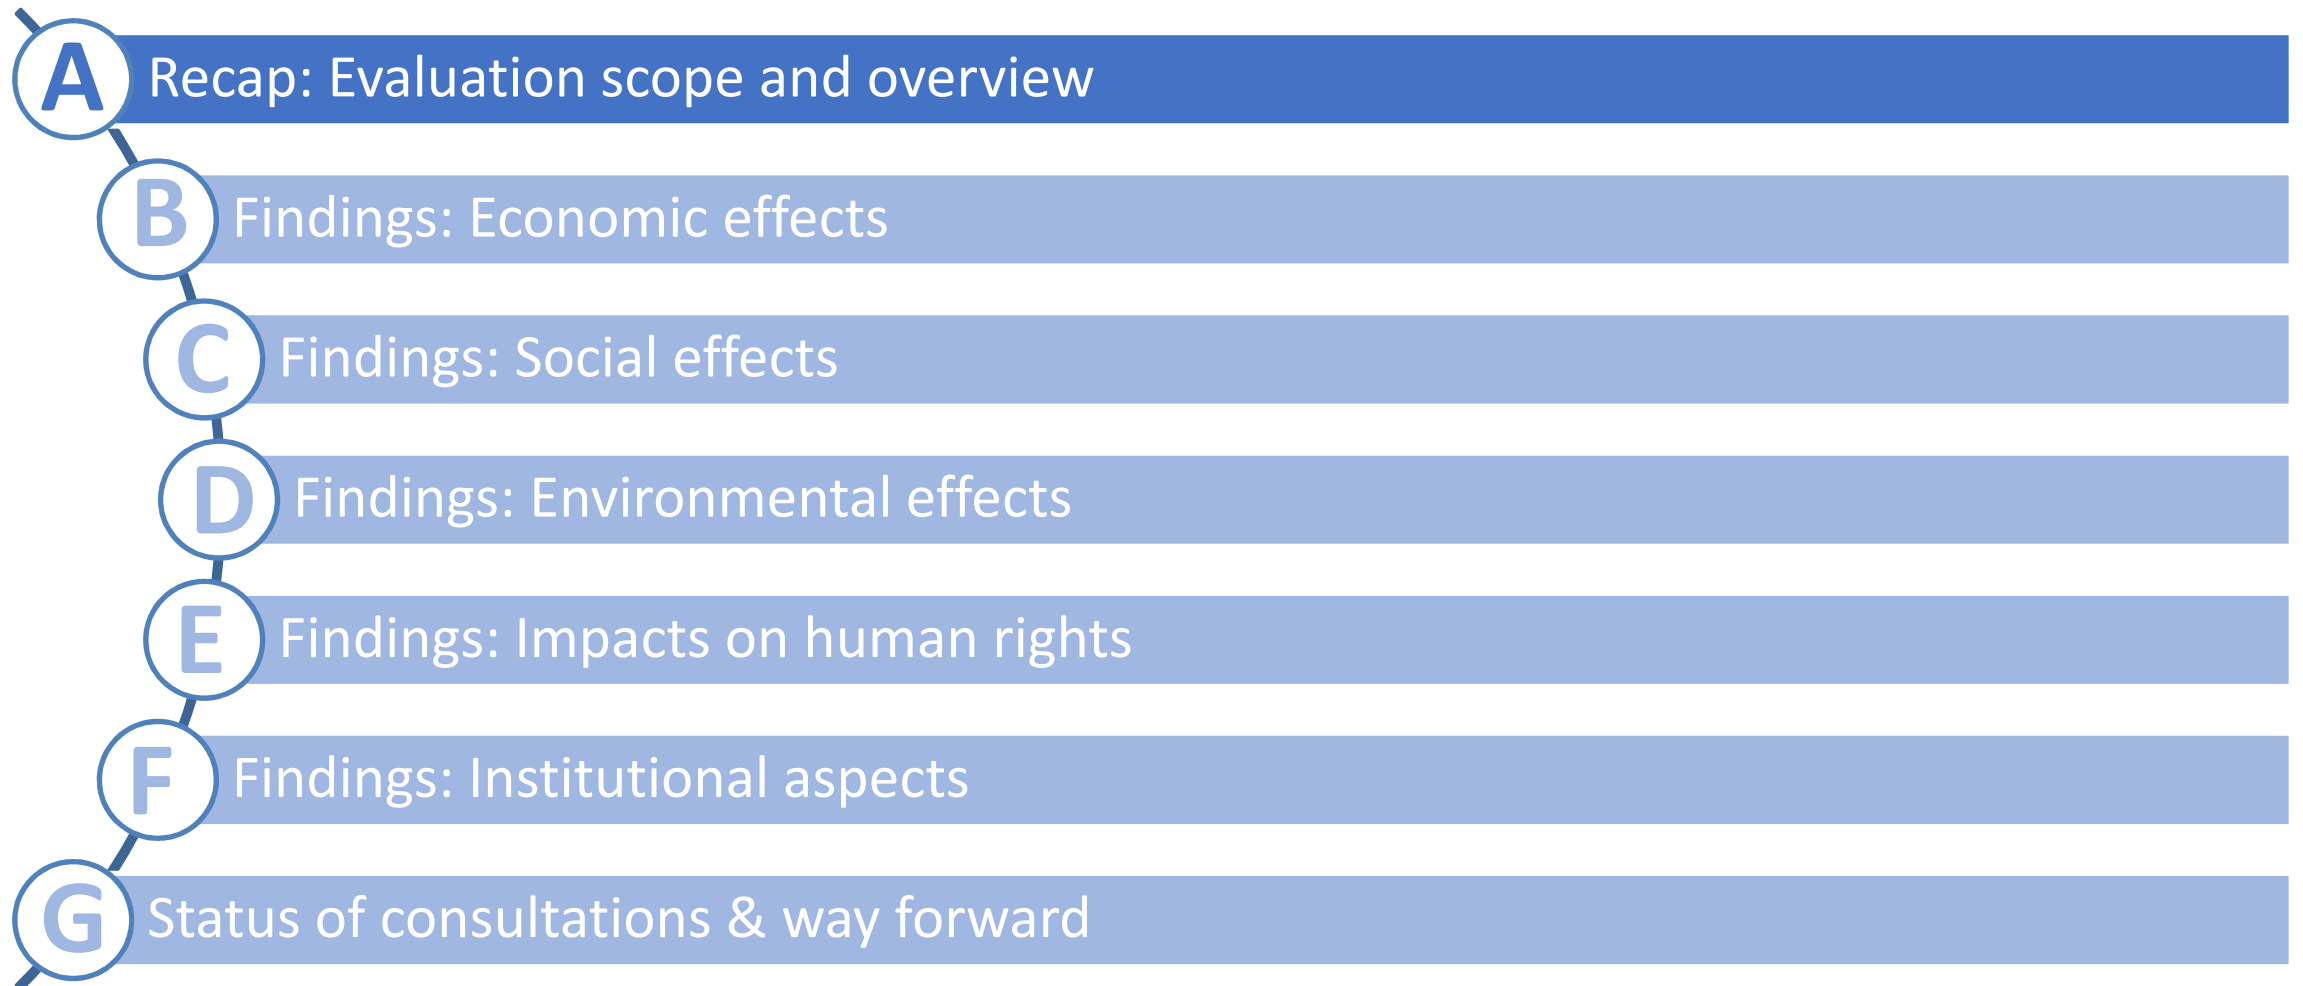 A Recap: Evaluation scope and overview
B Findings: Economic effects
C Findings: Social effects
D Findings: Environmental effects
E Findings: Impacts on human rights
F Findings: Institutional aspects
G Status of consultations & way forward